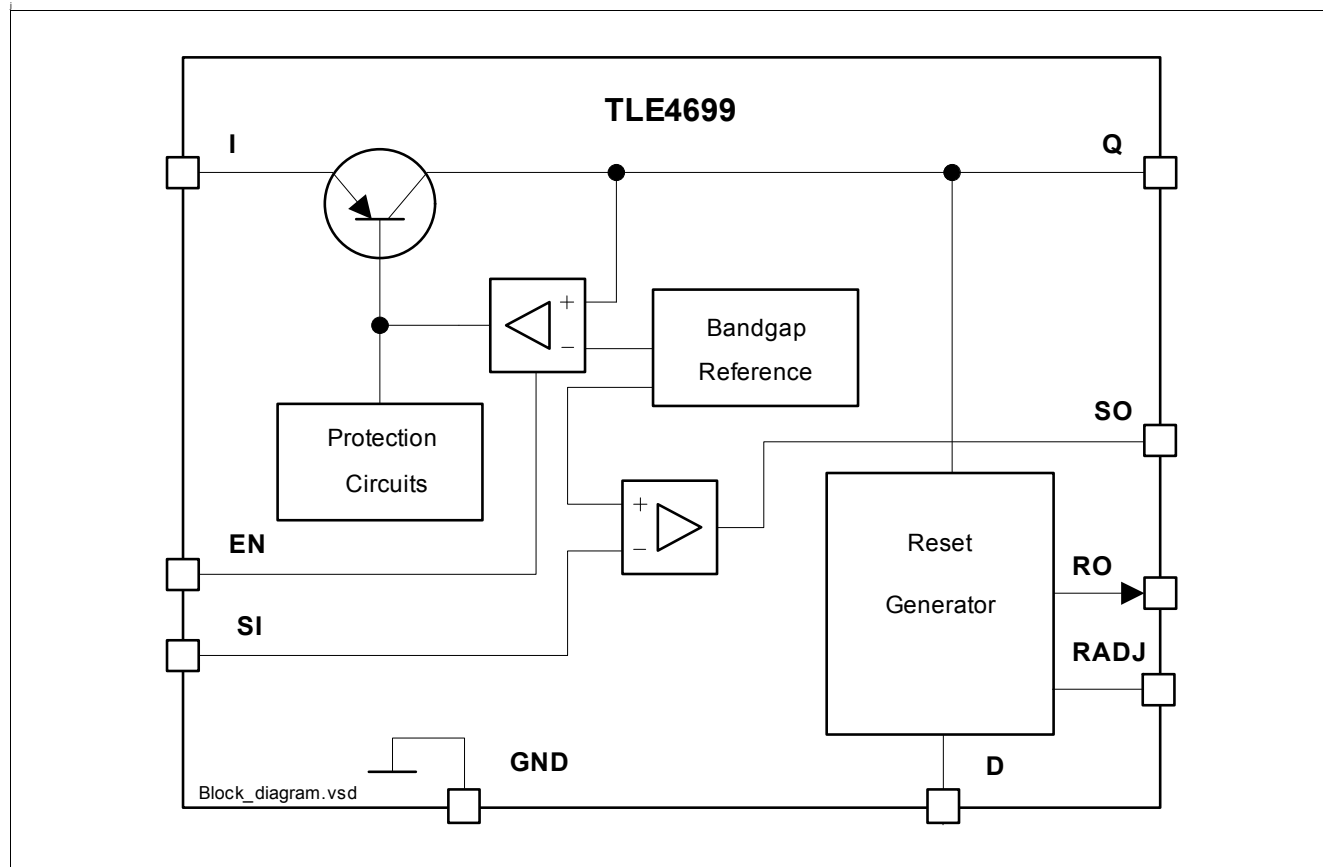 TLE4699
I
Q
+
−
Bandgap
Reference
Protection
Circuits
SO
+
−
EN
SI
Reset
Generator
RO
RADJ
GND
D
Block_diagram.vsd